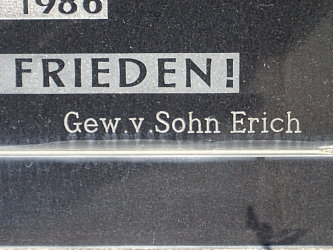 1986
FRIEDEN!
Gew.v.Sohn Erich